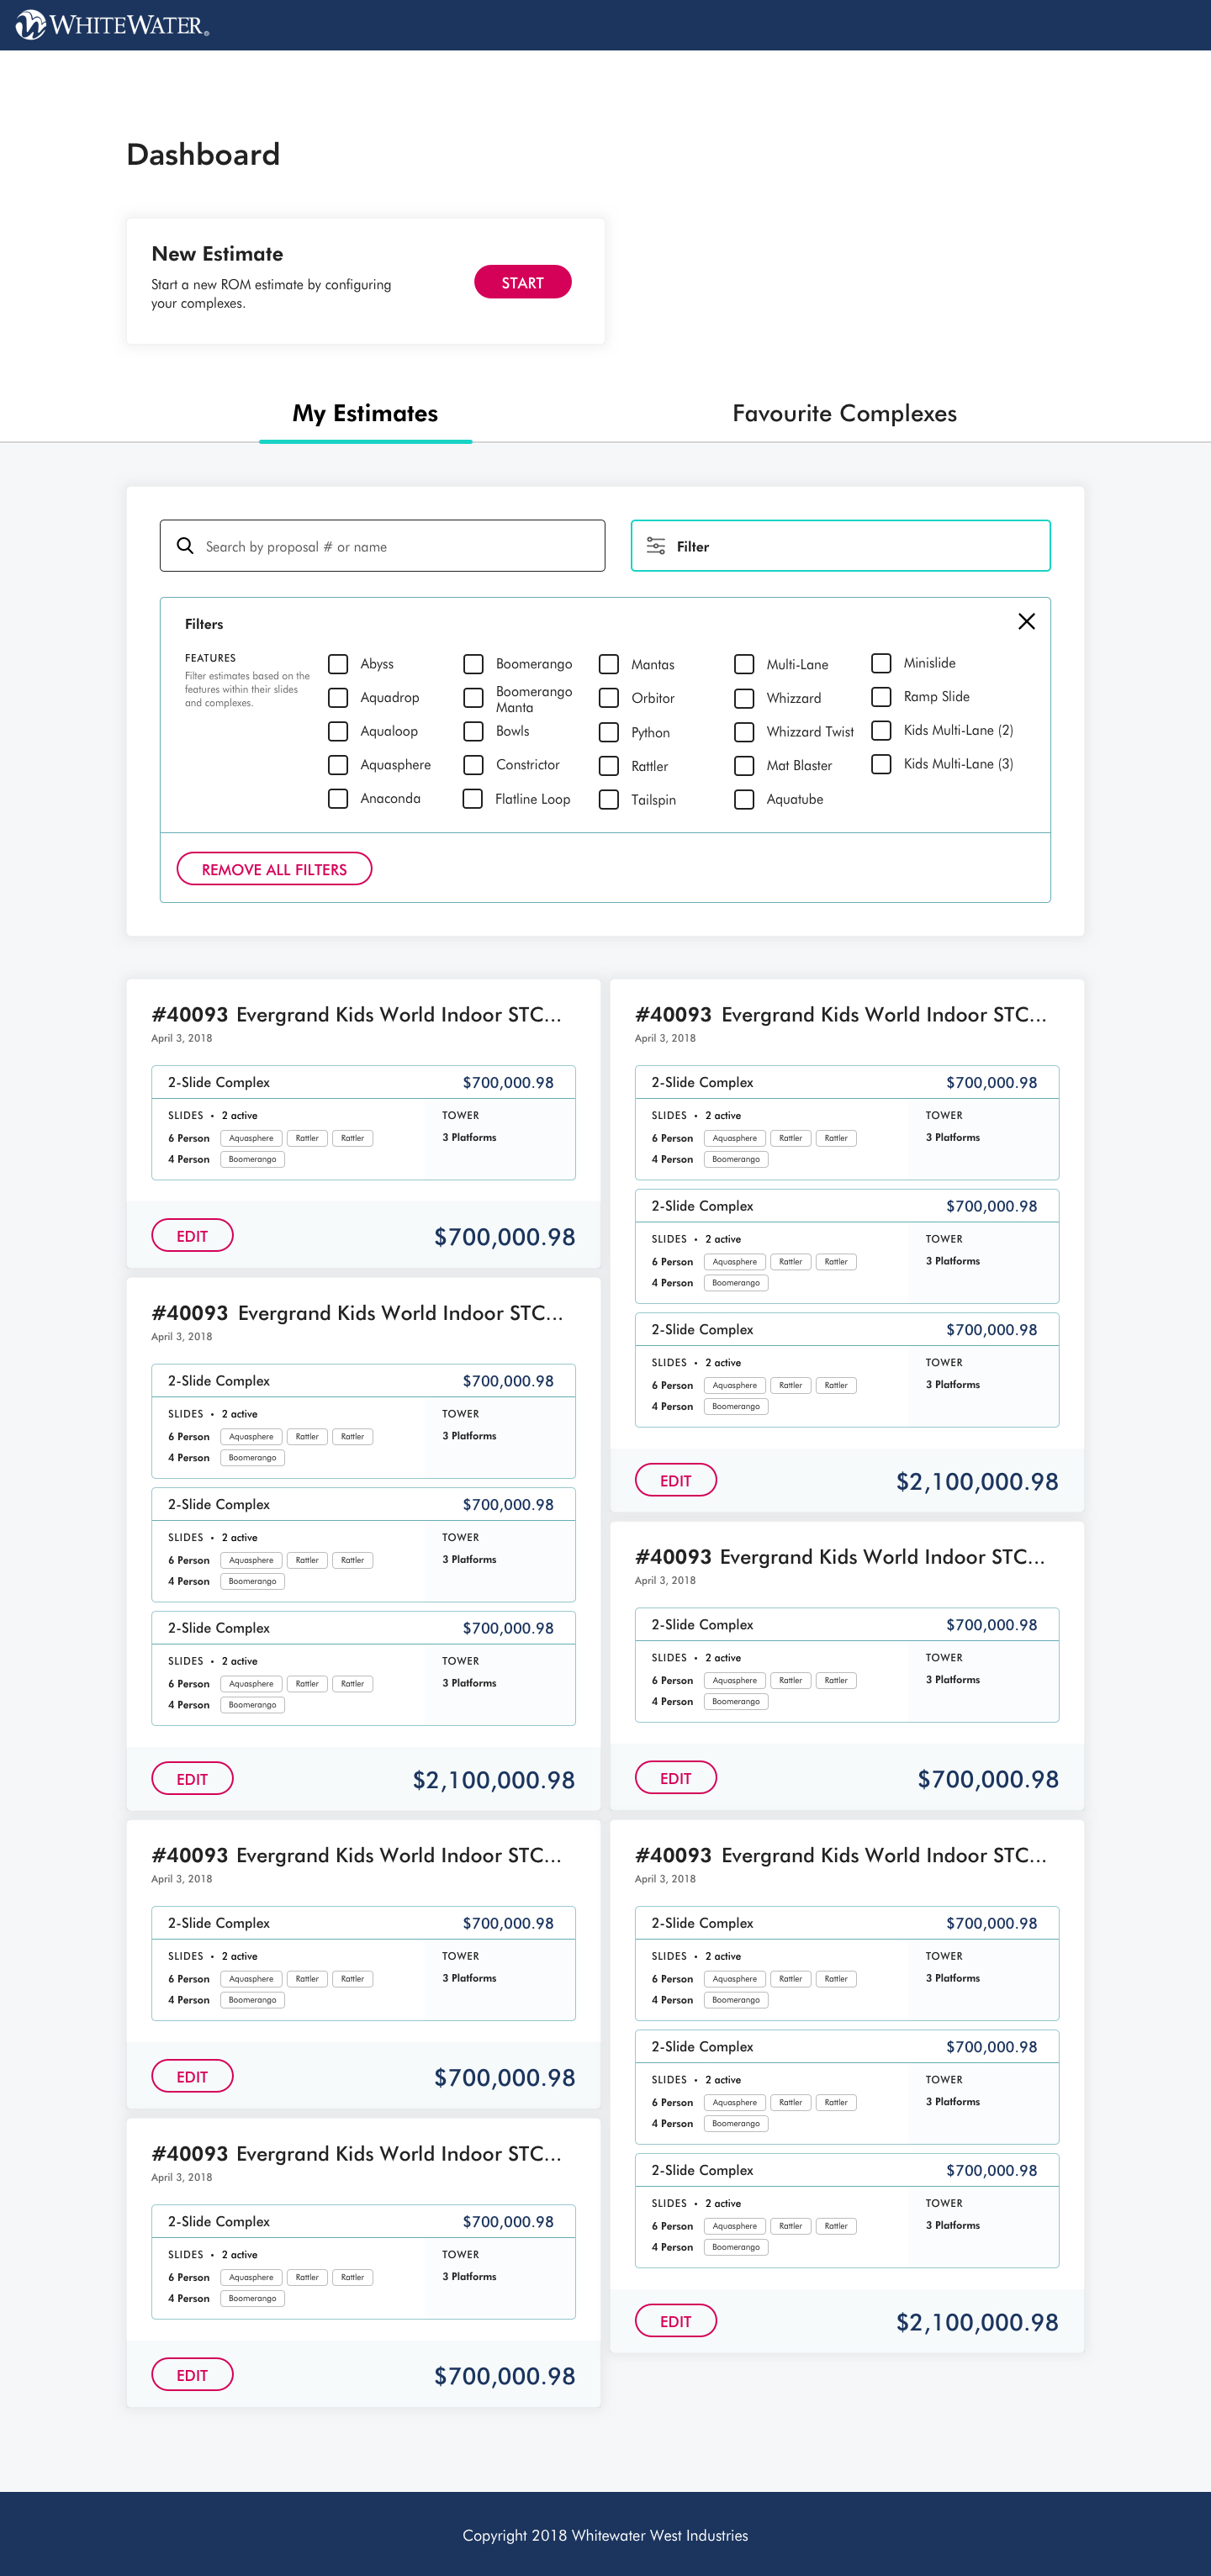 WHITEWATER®
Dashboard
New Estimate
Start a new ROM estimate by configuring
your complexes.
START
My Estimates
Favourite Complexes
Search by proposal # or name
Filter
Filters
FEATURES
Filter estimates based on the
features within their slides
and complexes.
Abyss
Aquadrop
Aqualoop
Aquasphere
Anaconda
Boomerango
Boomerango
Manta
Bowls
Constrictor
Flatline Loop
Mantas
Orbitor
Python
Rattler
Tailspin
Multi-Lane
Whizzard
Whizzard Twist
Mat Blaster
Aquatube
Minislide
Ramp Slide
Kids Multi-Lane (2)
Kids Multi-Lane (3)
REMOVE ALL FILTERS
#40093 Evergrand Kids World Indoor STC...
April 3, 2018
2-Slide Complex $700,000.98
SLIDES • 2 active TOWER
6 Person Aquasphere Rattler Rattler 3 Platforms
4 Person Boomerango
EDIT $700,000.98
#40093 Evergrand Kids World Indoor STC...
April 3, 2018
2-Slide Complex $700,000.98
SLIDES • 2 active TOWER
6 Person Aquasphere Rattler Rattler 3 Platforms
4 Person Boomerango
2-Slide Complex $700,000.98
SLIDES • 2 active TOWER
6 Person Aquasphere Rattler Rattler 3 Platforms
4 Person Boomerango
2-Slide Complex $700,000.98
SLIDES • 2 active TOWER
6 Person Aquasphere Rattler Rattler 3 Platforms
4 Person Boomerango
EDIT $2,100,000.98
#40093 Evergrand Kids World Indoor STC...
April 3, 2018
2-Slide Complex $700,000.98
SLIDES • 2 active TOWER
6 Person Aquasphere Rattler Rattler 3 Platforms
4 Person Boomerango
EDIT $700,000.98
#40093 Evergrand Kids World Indoor STC...
April 3, 2018
2-Slide Complex $700,000.98
SLIDES • 2 active TOWER
6 Person Aquasphere Rattler Rattler 3 Platforms
4 Person Boomerango
EDIT $700,000.98
#40093 Evergrand Kids World Indoor STC...
April 3, 2018
2-Slide Complex $700,000.98
SLIDES • 2 active TOWER
6 Person Aquasphere Rattler Rattler 3 Platforms
4 Person Boomerango
2-Slide Complex $700,000.98
SLIDES • 2 active TOWER
6 Person Aquasphere Rattler Rattler 3 Platforms
4 Person Boomerango
2-Slide Complex $700,000.98
SLIDES • 2 active TOWER
6 Person Aquasphere Rattler Rattler 3 Platforms
4 Person Boomerango
EDIT $2,100,000.98
#40093 Evergrand Kids World Indoor STC...
April 3, 2018
2-Slide Complex $700,000.98
SLIDES • 2 active TOWER
6 Person Aquasphere Rattler Rattler 3 Platforms
4 Person Boomerango
EDIT $700,000.98
#40093 Evergrand Kids World Indoor STC...
April 3, 2018
2-Slide Complex $700,000.98
SLIDES • 2 active TOWER
6 Person Aquasphere Rattler Rattler 3 Platforms
4 Person Boomerango
2-Slide Complex $700,000.98
SLIDES • 2 active TOWER
6 Person Aquasphere Rattler Rattler 3 Platforms
4 Person Boomerango
2-Slide Complex $700,000.98
SLIDES • 2 active TOWER
6 Person Aquasphere Rattler Rattler 3 Platforms
4 Person Boomerango
EDIT $2,100,000.98
Copyright 2018 Whitewater West Industries